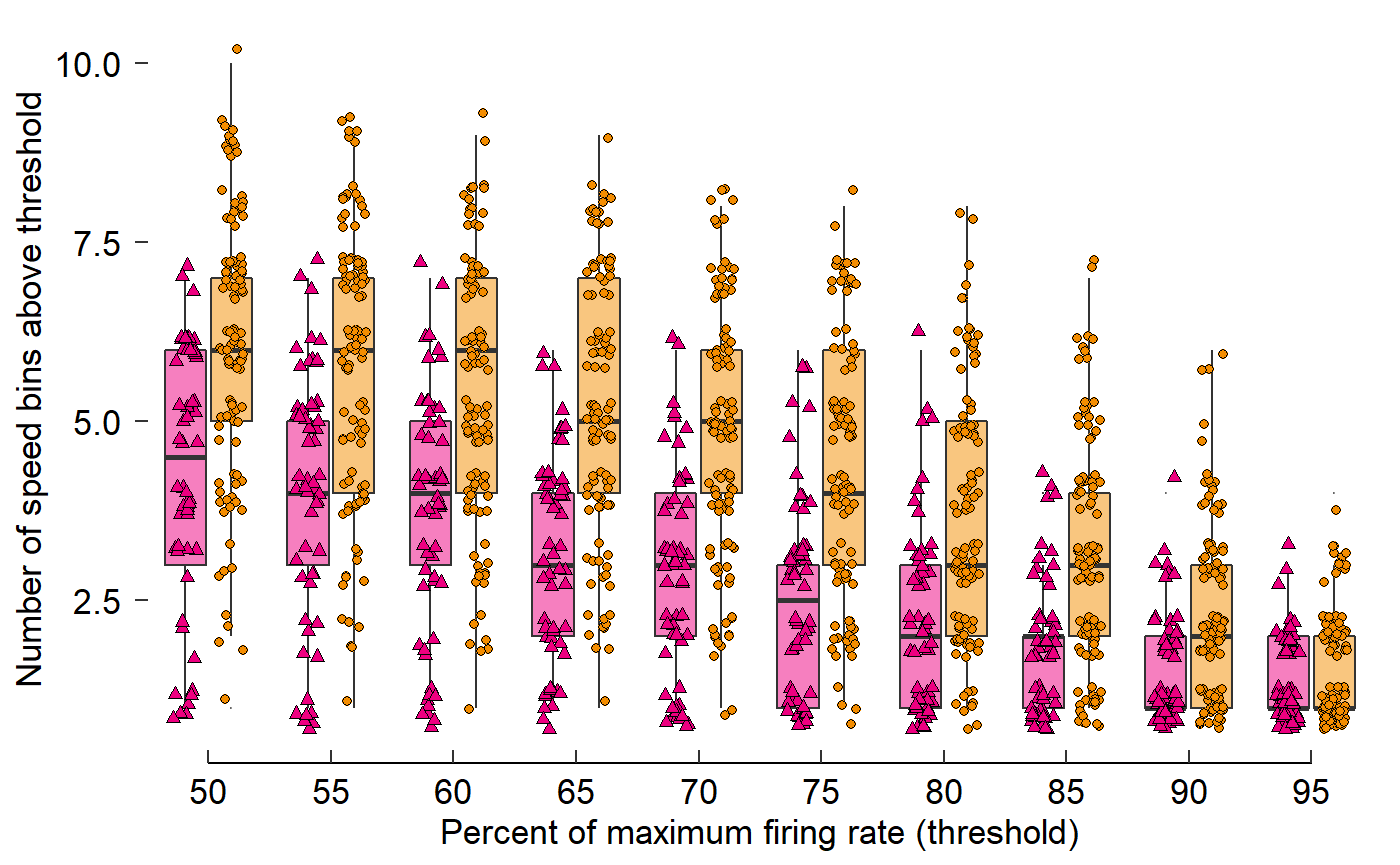 Number of speed bins above threshold
10.0
7.5
5.0
2.5
50 55 60 65 70 75 80 85 90 95
Percent of maximum firing rate (threshold)